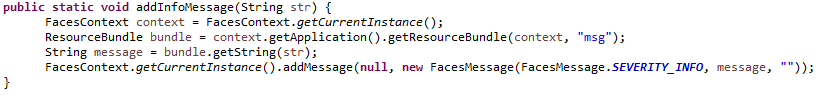 public static void addInfoMessage(String str) {
FacesContext context = FacesContext.getCurrentInstance();
ResourceBundle bundle = context.getApplication().getResourceBundle(context, "msg");
String message = bundle.getString(str);
FacesContext.getCurrentInstance().addMessage(null, new FacesMessage(FacesMessage.SEVERITY_INFO, message, ""));
}